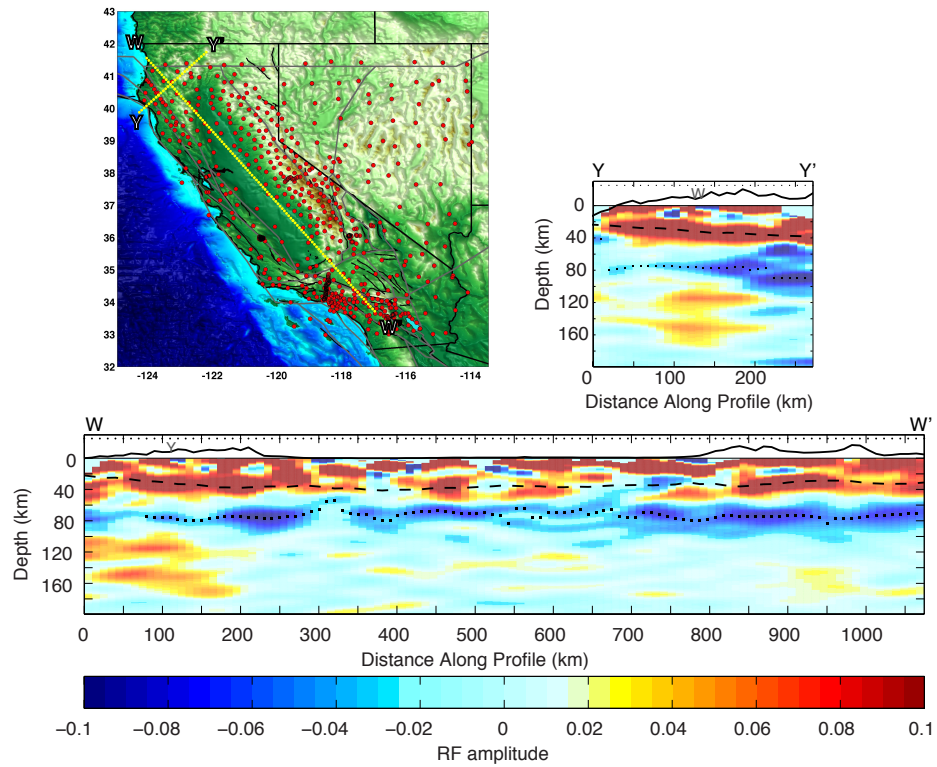 43
42
41
40
39
38
37
36
35
34
33
32
-124 -122 -120 -118 -116 -114
W Y'
Y
W'
Y Y'
W
0
40
80
120
160
Depth (km)
0 100 200
Distance Along Profile (km)
W W'
Y
0
40
80
120
160
Depth (km)
0 100 200 300 400 500 600 700 800 900 1000
Distance Along Profile (km)
−0.1 −0.08 −0.06 −0.04 −0.02 0 0.02 0.04 0.06 0.08 0.1
RF amplitude